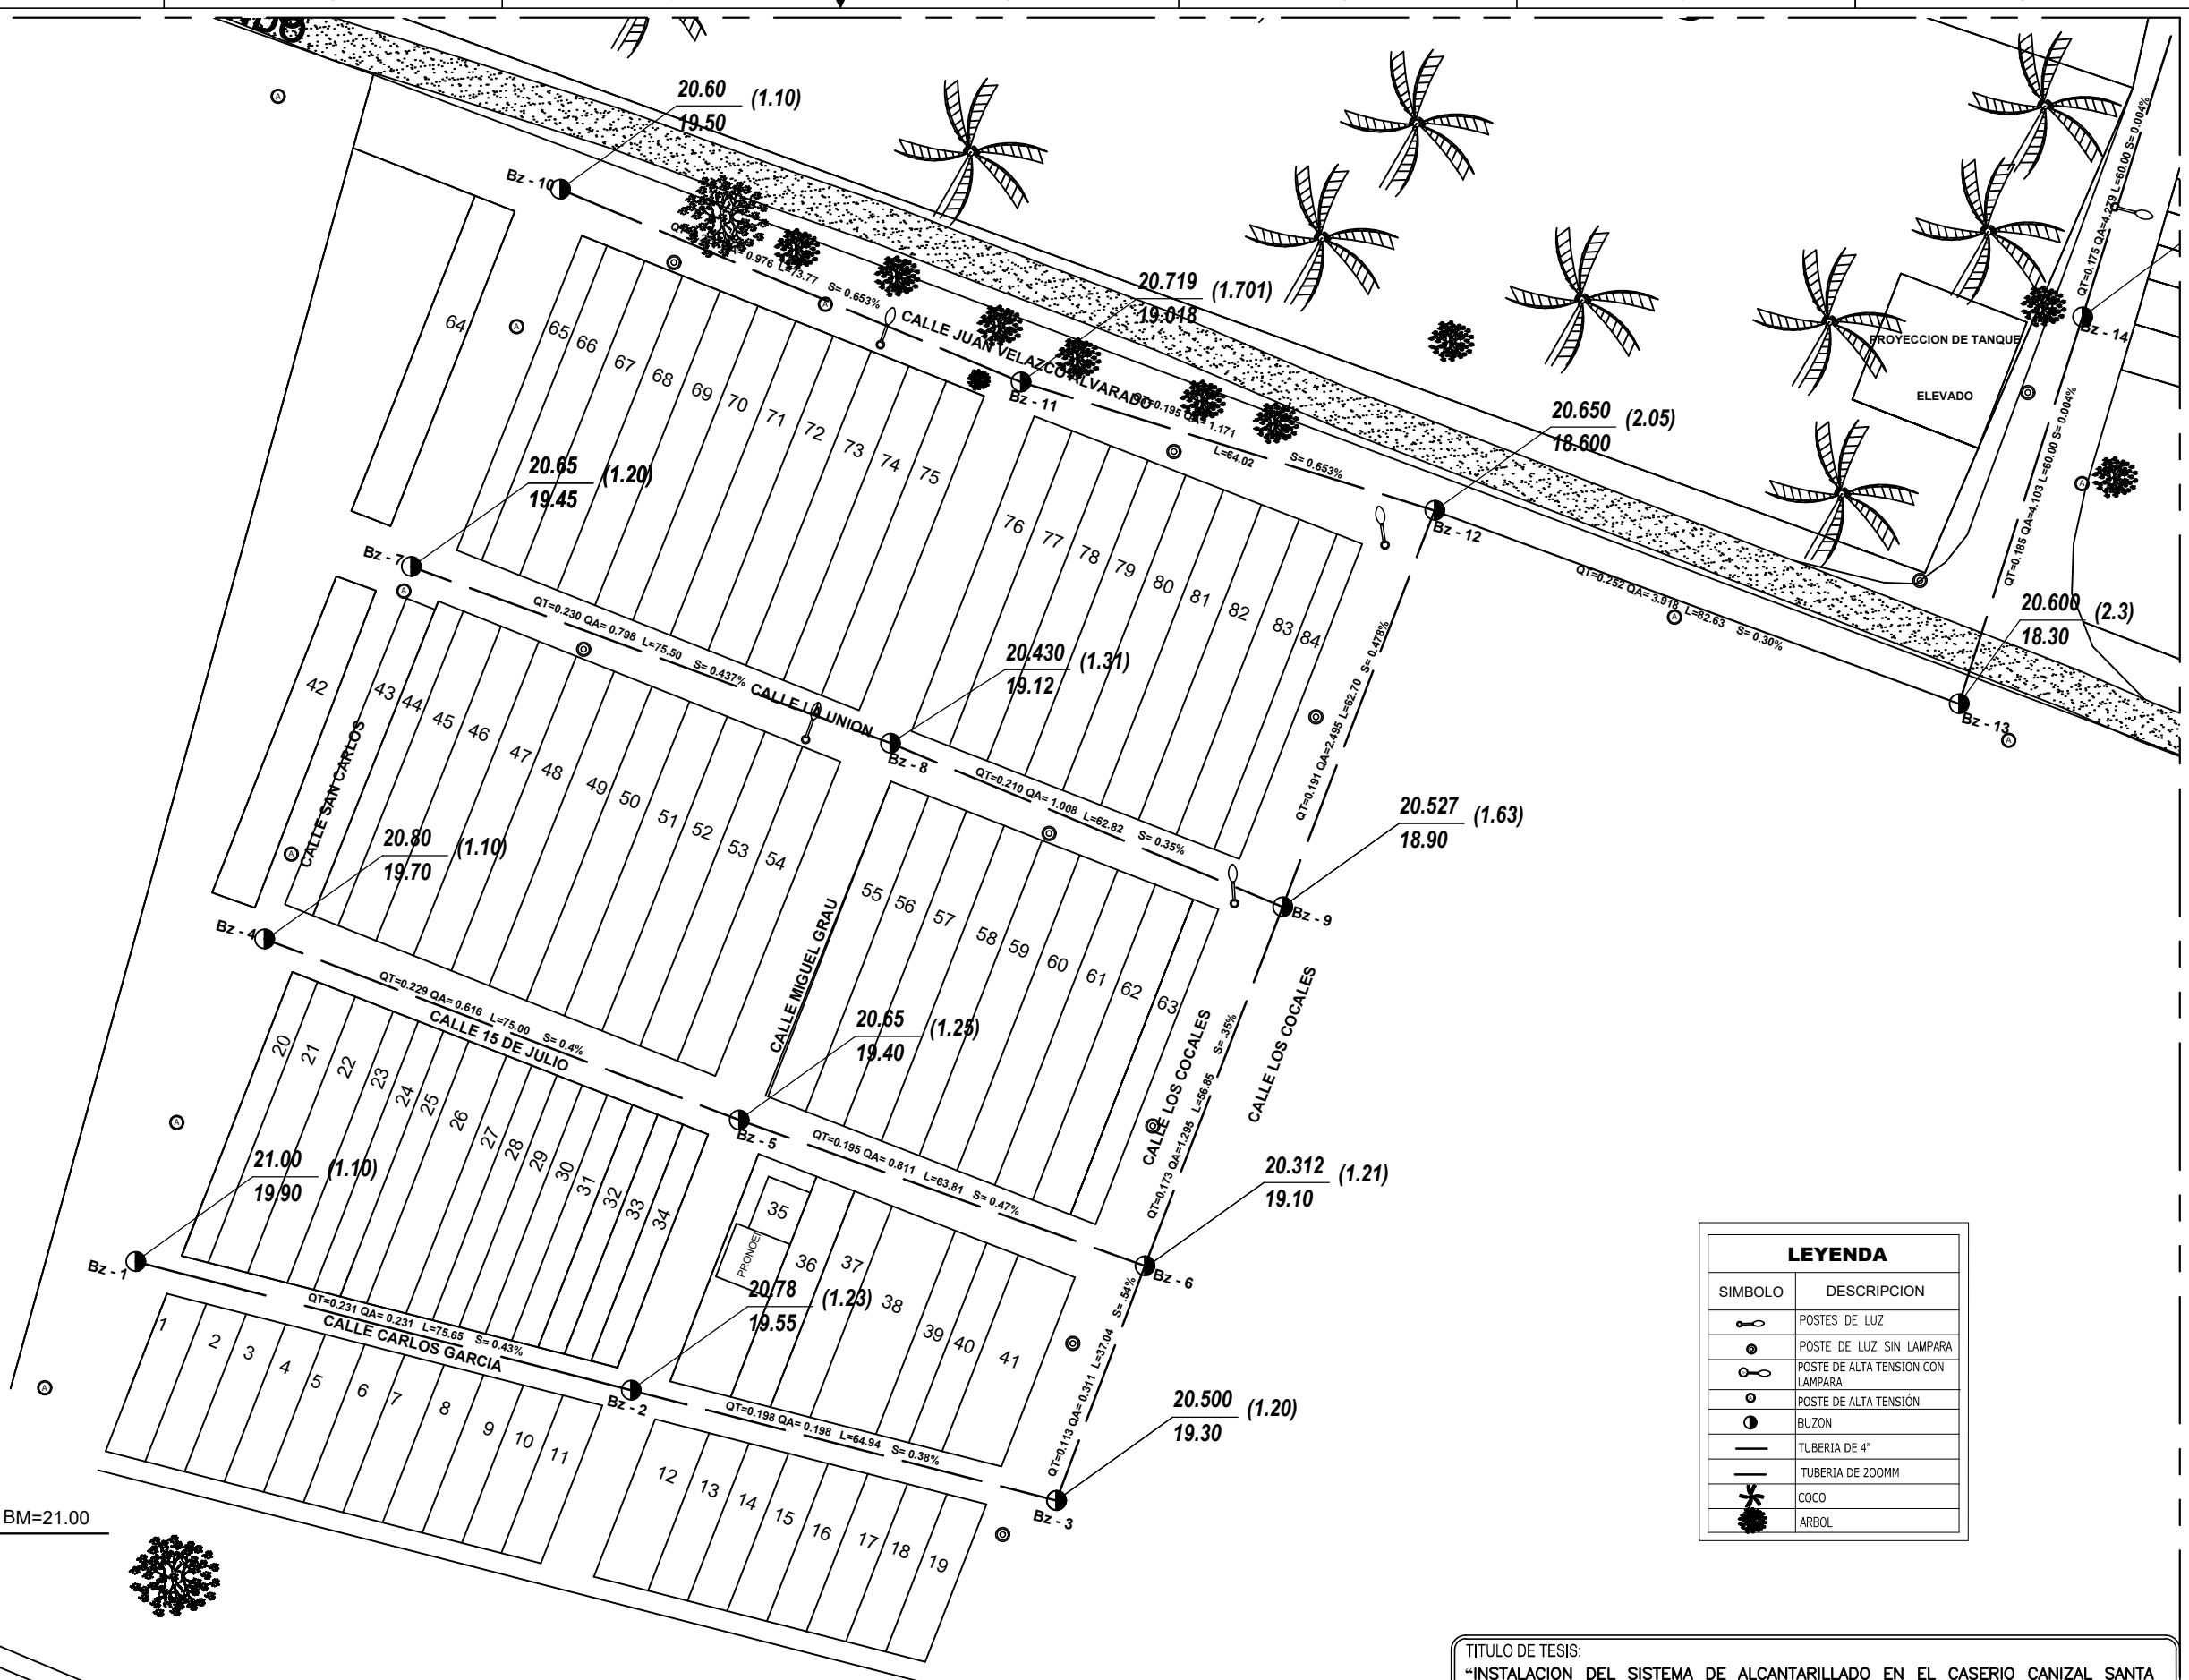 20.60 (1.10)
19.50
Bz - 10
0.976 L=73.77 S= 0.653%
CALLE JUAN VELAZCO ALVARADO
20.719 (1.701)
19.018
Bz - 11
QT=0.195 QA= 1.171
L=64.02 S= 0.653%
20.650 (2.05)
18.600
Bz - 12
QT=0.252 QA= 3.918 L=82.63 S= 0.30%
20.600 (2.3)
18.30
Bz - 13
QT=0.175 QA=4.279 L=60.00 S= 0.004%
Bz - 14
QT=0.185 QA=4.103 L=60.00 S= 0.004%
PROYECCION DE TANQUE
ELEVADO
64
65 66 67 68 69 70 71 72 73 74 75
76 77 78 79 80 81 82 83 84
20.65 (1.20)
19.45
Bz - 7
QT=0.230 QA= 0.798 L=75.50 S= 0.437%
CALLE LA UNION
20.430 (1.31)
19.12
Bz - 8
QT=0.210 QA= 1.008 L=62.82 S= 0.35%
QT=0.191 QA=2.495 L=62.70 S= 0.478%
20.527 (1.63)
18.90
Bz - 9
42
CALLE SAN CARLOS
43 44 45 46 47 48 49 50 51 52 53 54
CALLE MIGUEL GRAU
55 56 57 58 59 60 61 62 63
CALLE LOS COCALES
CALLE LOS COCALES
QT=0.173 QA=1.295 L=56.85 S= .35%
20.80 (1.10)
19.70
Bz - 4
QT=0.229 QA= 0.616 L=75.00 S= 0.4%
CALLE 15 DE JULIO
20.65 (1.25)
19.40
Bz - 5
QT=0.195 QA= 0.811 L=63.81 S= 0.47%
20.312 (1.21)
19.10
Bz - 6
20 21 22 23 24 25 26 27 28 29 30 31 32 33 34
35 36 37 38 39 40 41
PRONOEI
QT=0.113 QA= 0.311 L=37.04 S= .54%
21.00 (1.10)
19.90
Bz - 1
QT=0.231 QA= 0.231 L=75.65 S= 0.43%
CALLE CARLOS GARCIA
20.78 (1.23)
19.55
Bz - 2
QT=0.198 QA= 0.198 L=64.94 S= 0.38%
20.500 (1.20)
19.30
Bz - 3
1 2 3 4 5 6 7 8 9 10 11
12 13 14 15 16 17 18 19
BM=21.00
LEYENDA
SIMBOLO DESCRIPCION
POSTES DE LUZ
POSTE DE LUZ SIN LAMPARA
POSTE DE ALTA TENSION CON
LAMPARA
POSTE DE ALTA TENSIÓN
BUZON
TUBERIA DE 4"
TUBERIA DE 200MM
COCO
ARBOL
TITULO DE TESIS:
"INSTALACION DEL SISTEMA DE ALCANTARILLADO EN EL CASERIO CANIZAL SANTA